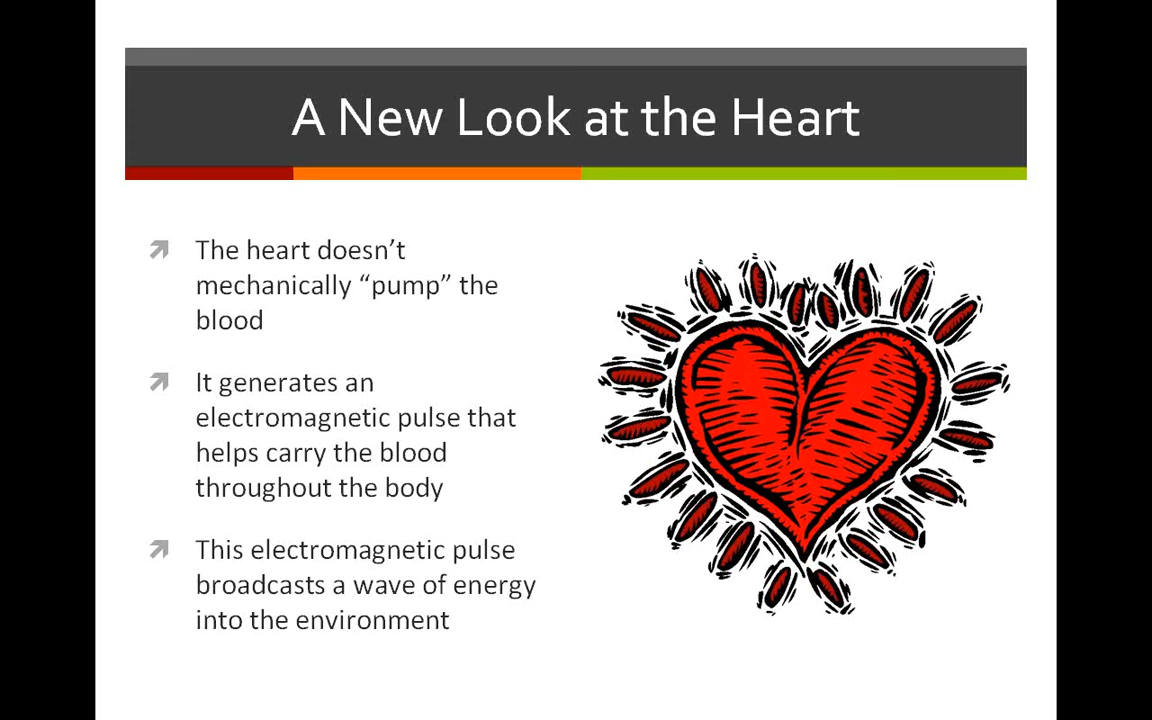 A New Look at the Heart
The heart doesn’t
mechanically “pump” the
blood
It generates an
electromagnetic pulse that
helps carry the blood
throughout the body
This electromagnetic pulse
broadcasts a wave of energy
into the environment